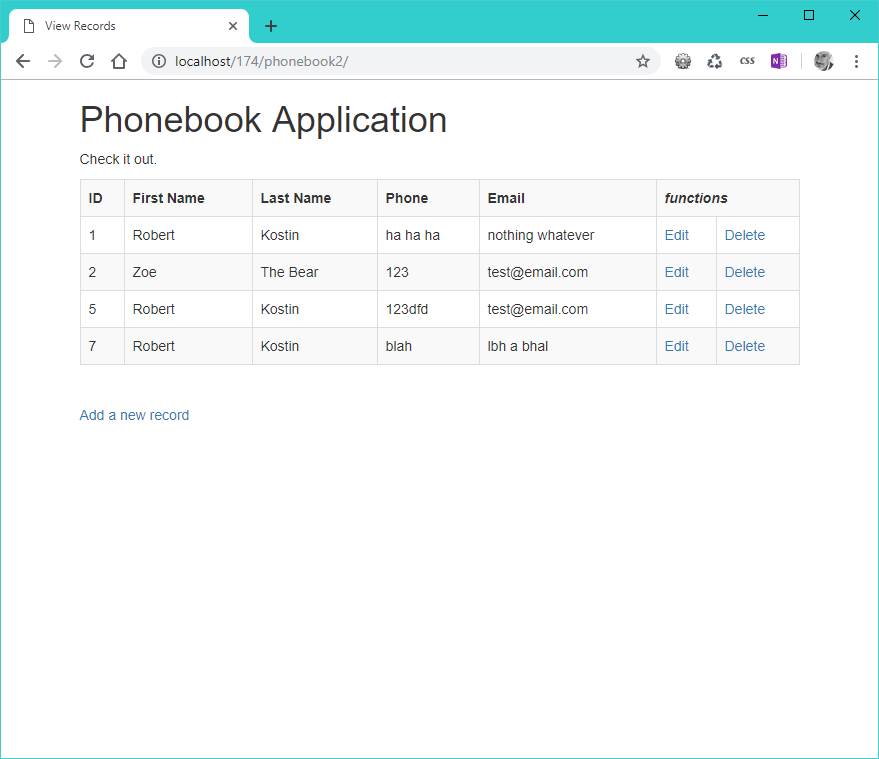 View Records
localhost/174/phonebook2/
CSS
N
Phonebook Application
Check it out.
ID First Name Last Name Phone Email functions
1 Robert Kostin ha ha ha nothing whatever Edit Delete
2 Zoe The Bear 123 test@email.com Edit Delete
5 Robert Kostin 123dfd test@email.com Edit Delete
7 Robert Kostin blah lbh a bhal Edit Delete
Add a new record